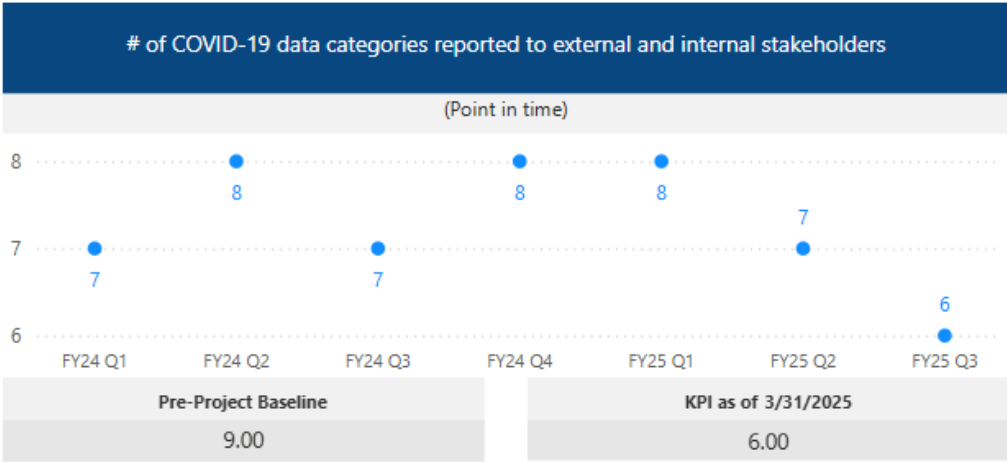 # of COVID-19 data categories reported to external and internal stakeholders
(Point in time)
8
8
8
8
7
7
7
7
6
6
FY24 Q1 FY24 Q2 FY24 Q3 FY24 Q4 FY25 Q1 FY25 Q2 FY25 Q3
Pre-Project Baseline
9.00
KPI as of 3/31/2025
6.00